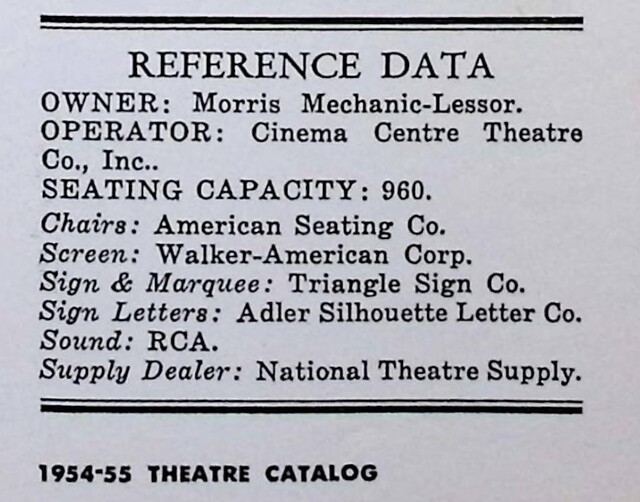 REFERENCE DATA
OWNER: Morris Mechanic-Lessor.
OPERATOR: Cinema Centre Theatre
Co., Inc..
SEATING CAPACITY: 960.
Chairs: American Seating Co.
Screen: Walker-American Corp.
Sign & Marquee: Triangle Sign Co.
Sign Letters: Adler Silhouette Letter Co.
Sound: RCA.
Supply Dealer: National Theatre Supply.
1954-55 THEATRE CATALOG